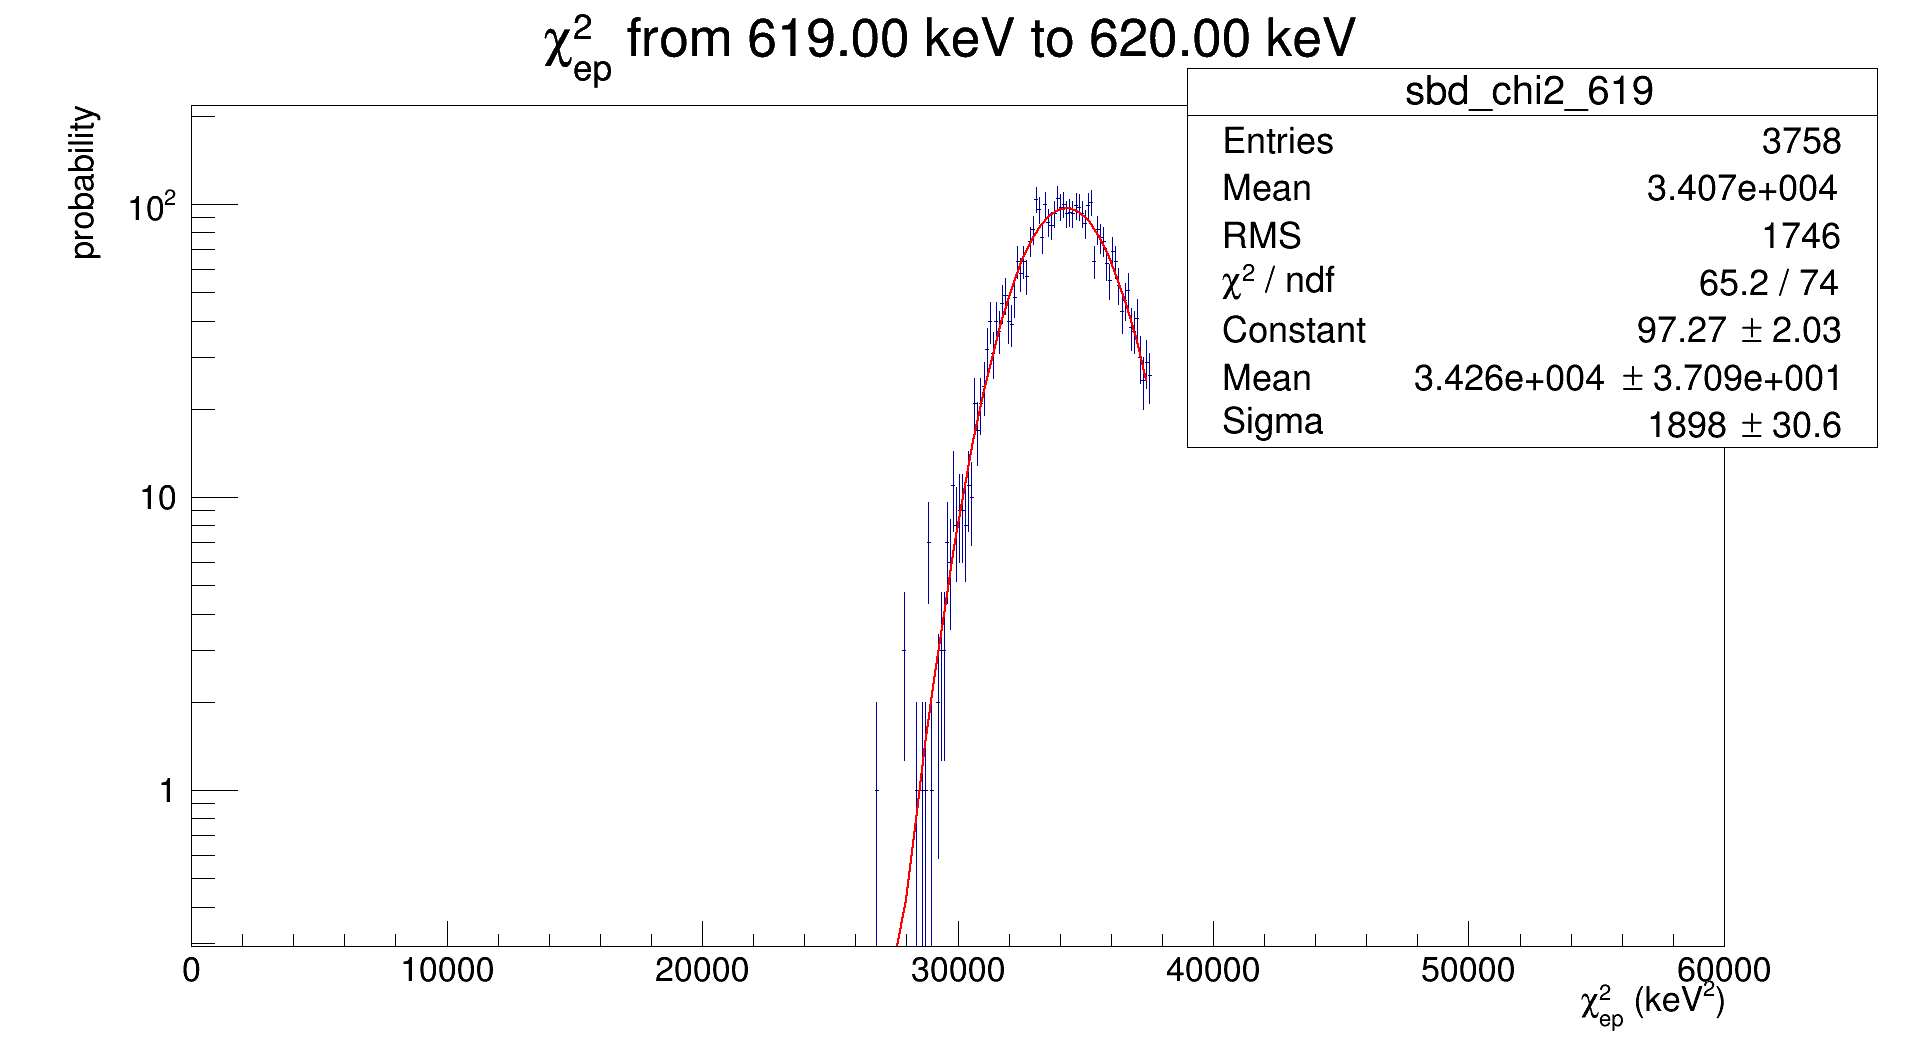 χ²ep from 619.00 keV to 620.00 keV
sbd_chi2_619
Entries 3758
Mean 3.407e+004
RMS 1746
χ² / ndf 65.2 / 74
Constant 97.27 ± 2.03
Mean 3.426e+004 ± 3.709e+001
Sigma 1898 ± 30.6
probability
10²
10
1
0 10000 20000 30000 40000 50000 60000
χ²ep (keV²)